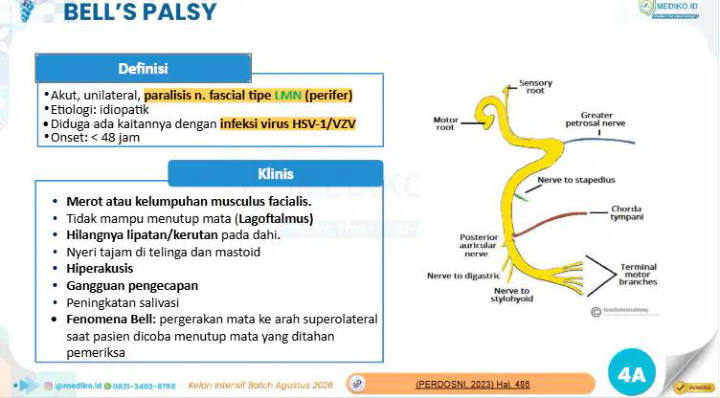 BELL'S PALSY
MEDIKO.ID
Definisi
• Akut, unilateral, paralisis n. fascial tipe LMN (perifer)
• Etiologi: idiopatik
• Diduga ada kaitannya dengan infeksi virus HSV-1/VZV
• Onset: < 48 jam
Klinis
• Merot atau kelumpuhan musculus facialis.
• Tidak mampu menutup mata (Lagoftalmus)
• Hilangnya lipatan/kerutan pada dahi.
• Nyeri tajam di telinga dan mastoid
• Hiperakusis
• Gangguan pengecapan
• Peningkatan salivasi
• Fenomena Bell: pergerakan mata ke arah superolateral
saat pasien dicoba menutup mata yang ditahan
pemeriksa
Sensory
root
Motor
root
Greater
petrosal nerve
Nerve to stapedius
Chorda
tympani
Posterior
auricular
nerve
Nerve to digastric
Nerve to
stylohyoid
Terminal
motor
branches
teachmeanatomy
@mediko.id
Kelan Intensif Batch Agustus 2026
(PERDOSNI, 2023) Hal. 486
4A